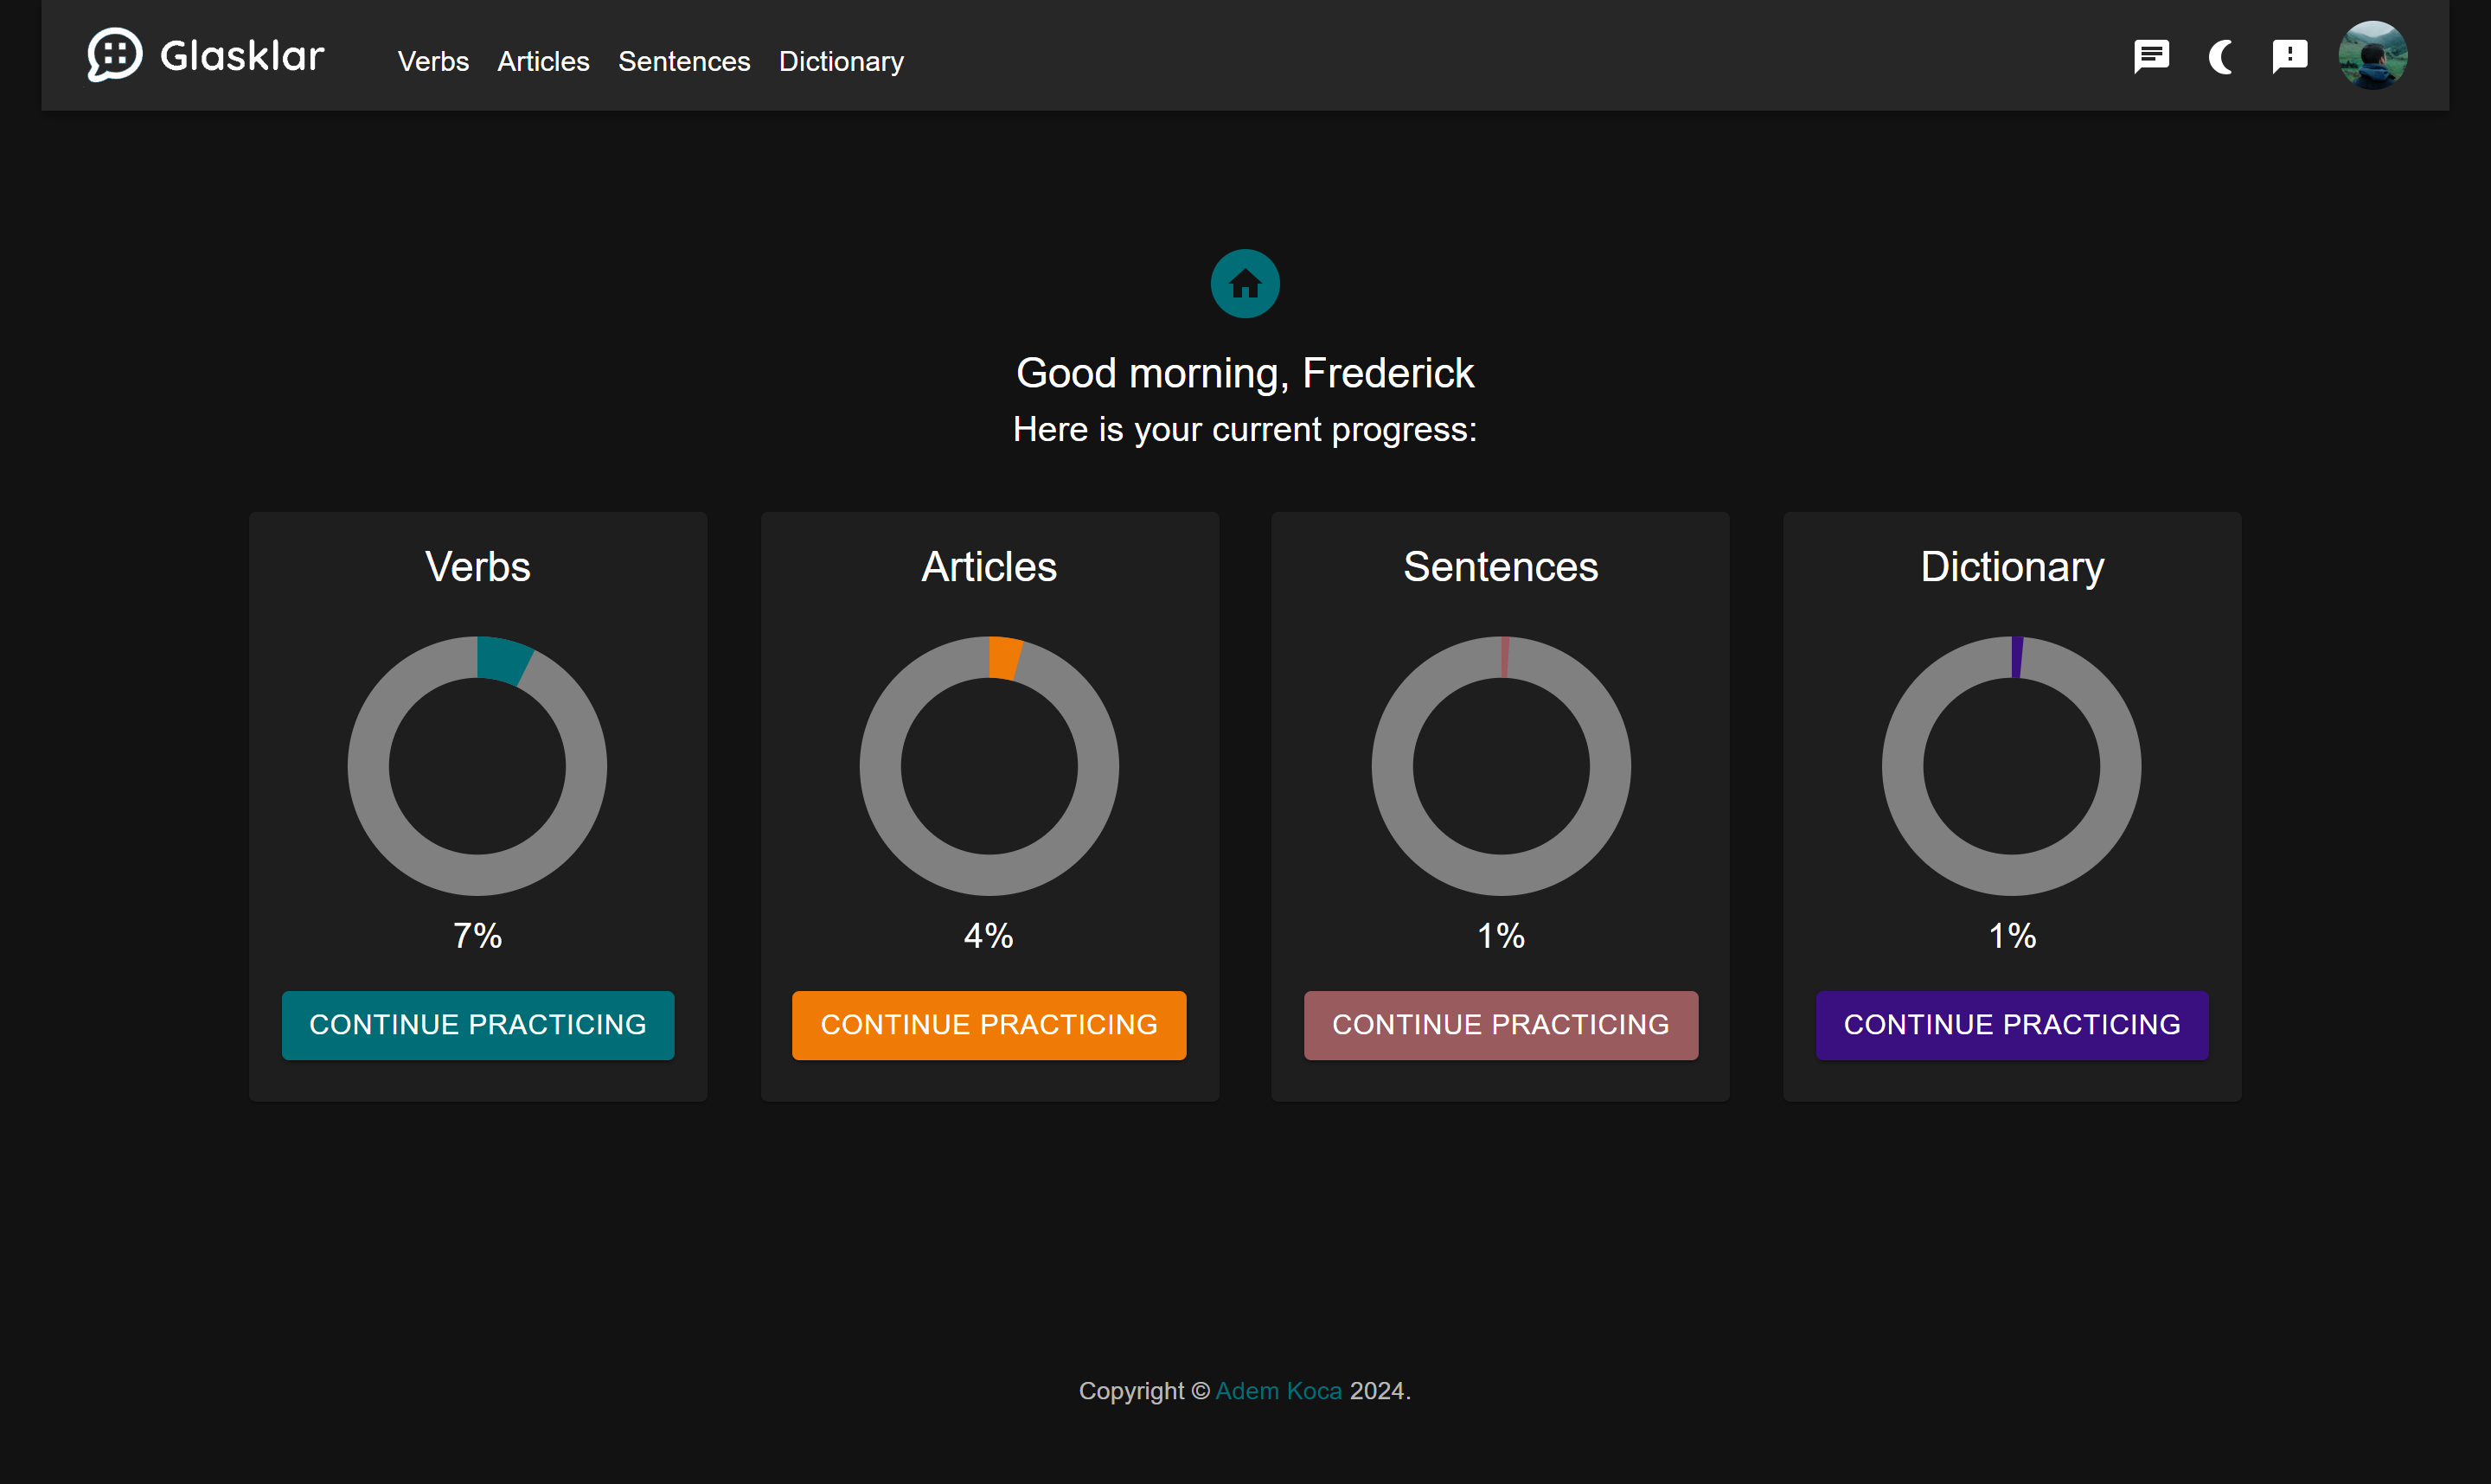 Glasklar
Verbs Articles Sentences Dictionary
Good morning, Frederick
Here is your current progress:
Verbs
7%
CONTINUE PRACTICING
Articles
4%
CONTINUE PRACTICING
Sentences
1%
CONTINUE PRACTICING
Dictionary
1%
CONTINUE PRACTICING
Copyright © Adem Koca 2024.